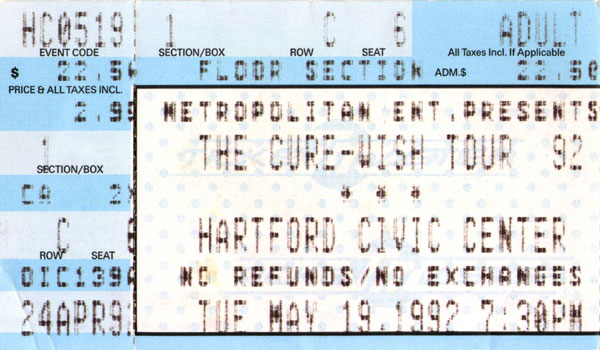 HC0519 1 C 6 ADULT
EVENT CODE SECTION/BOX ROW SEAT All Taxes Incl. If Applicable
$ 22.50 FLOOR SECTION ADM.$ 22.50
PRICE & ALL TAXES INCL.
METROPOLITAN ENT.PRESENTS
2.95
THE CURE-WISH TOUR 92
1
SECTION/BOX
* * *
CA 2X
C 6 HARTFORD CIVIC CENTER
ROW SEAT
OIC139A NO REFUNDS/NO EXCHANGES
24APR9 TUE MAY 19.1992 7:30PM